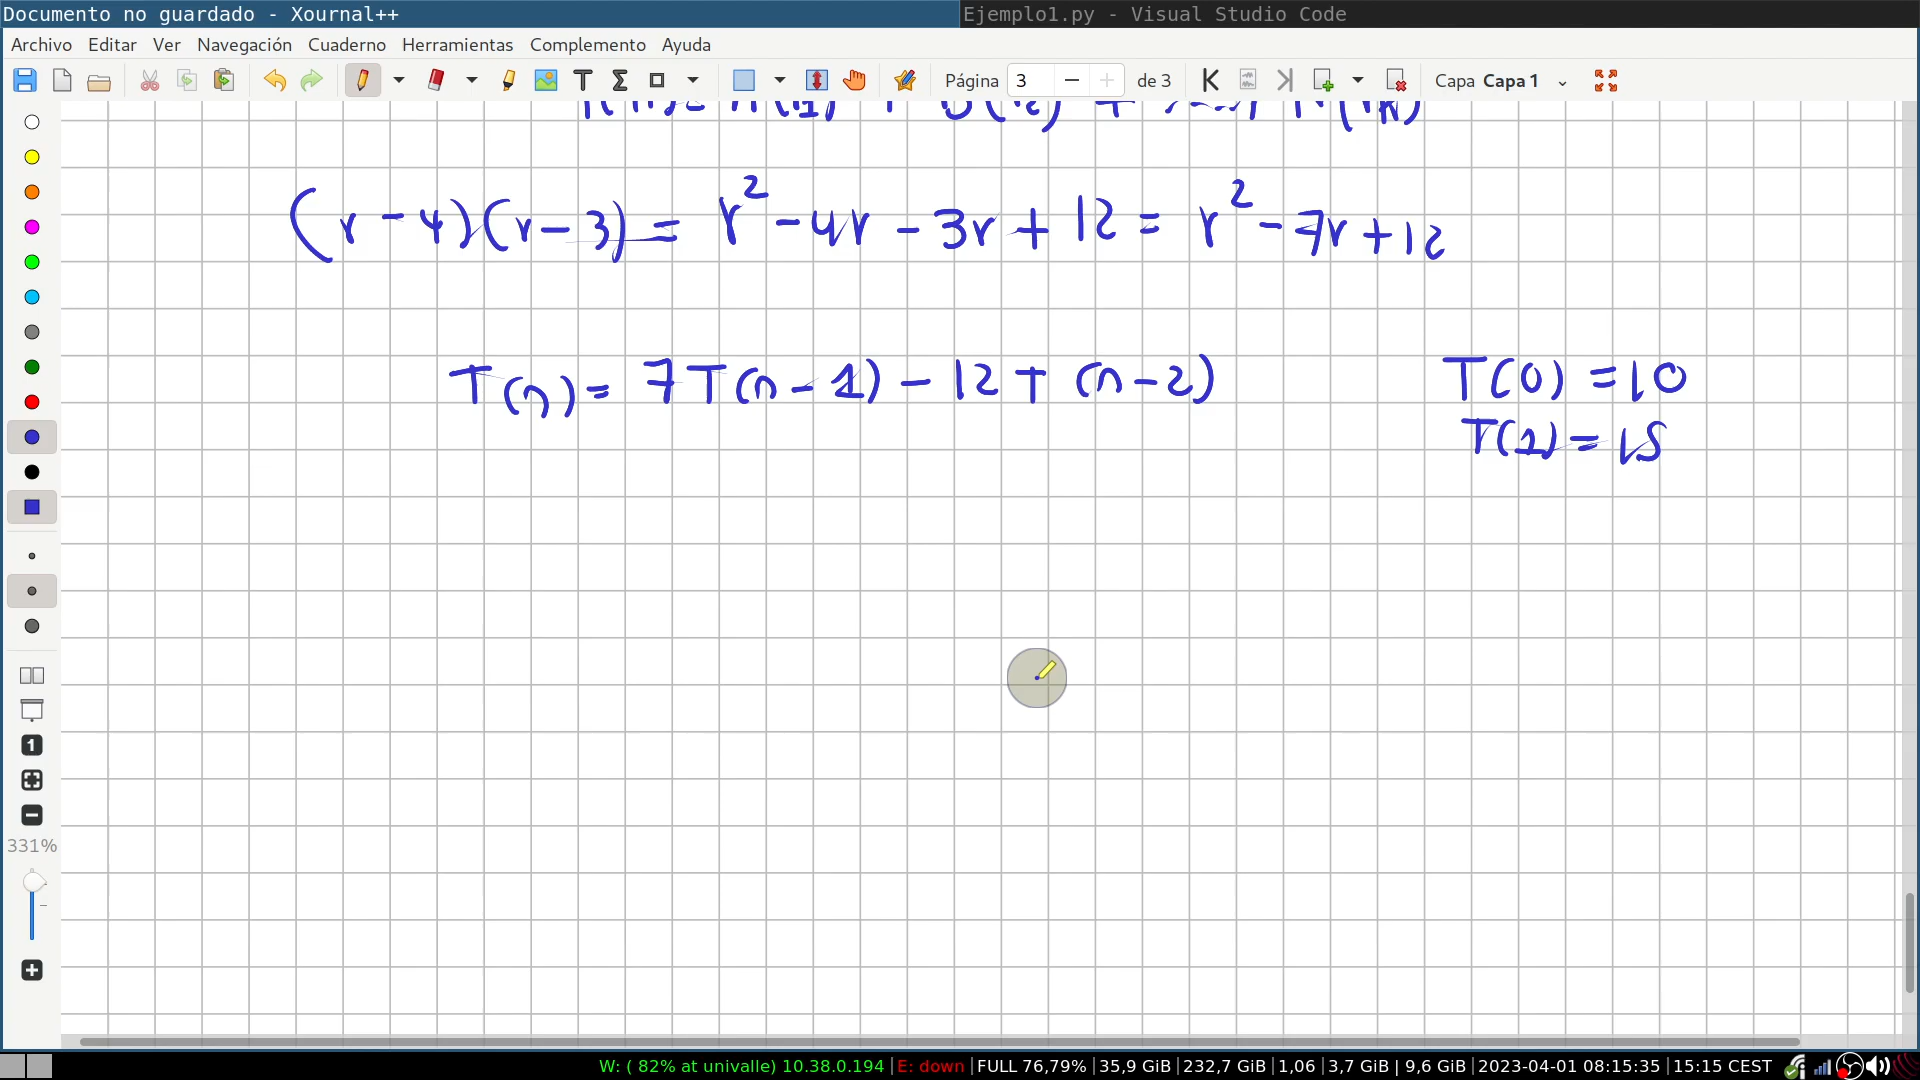 Documento no guardado - Xournal++
Ejemplo1.py - Visual Studio Code
Archivo Editar Ver Navegación Cuaderno Herramientas Complemento Ayuda
Página 3 de 3 Capa Capa 1
(r-4)(r-3) = r² - 4r - 3r + 12 = r² - 7r + 12
T(n) = 7T(n-1) - 12T(n-2)
T(0) = 10
T(1) = 15
331%
W: ( 82% at univalle) 10.38.0.194 |E: down |FULL 76,79% |35,9 GiB |232,7 GiB |1,06 |3,7 GiB | 9,6 GiB |2023-04-01 08:15:35 |15:15 CEST